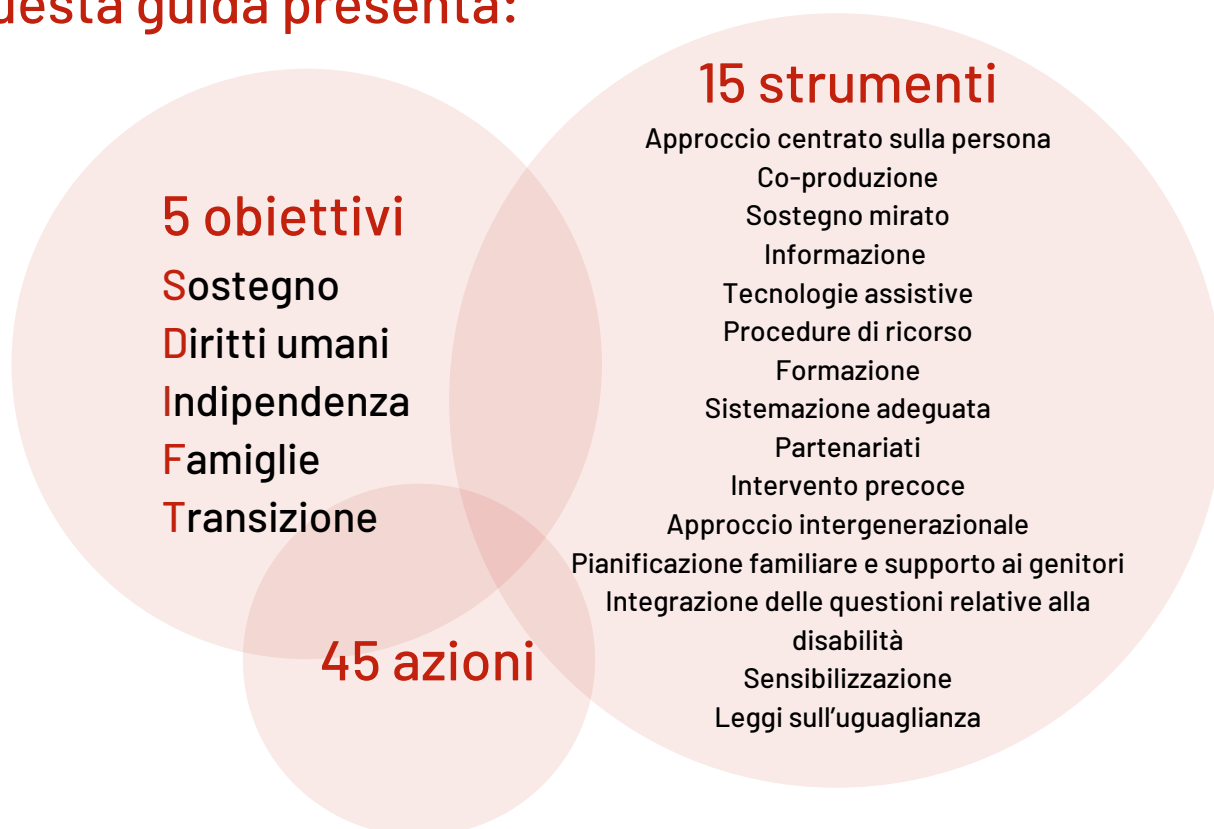 uesta guida presenta:
5 obiettivi
Sostegno
Diritti umani
Indipendenza
Famiglie
Transizione
45 azioni
15 strumenti
Approccio centrato sulla persona
Co-produzione
Sostegno mirato
Informazione
Tecnologie assistive
Procedure di ricorso
Formazione
Sistemazione adeguata
Partenariati
Intervento precoce
Approccio intergenerazionale
Pianificazione familiare e supporto ai genitori
Integrazione delle questioni relative alla
disabilità
Sensibilizzazione
Leggi sull’uguaglianza